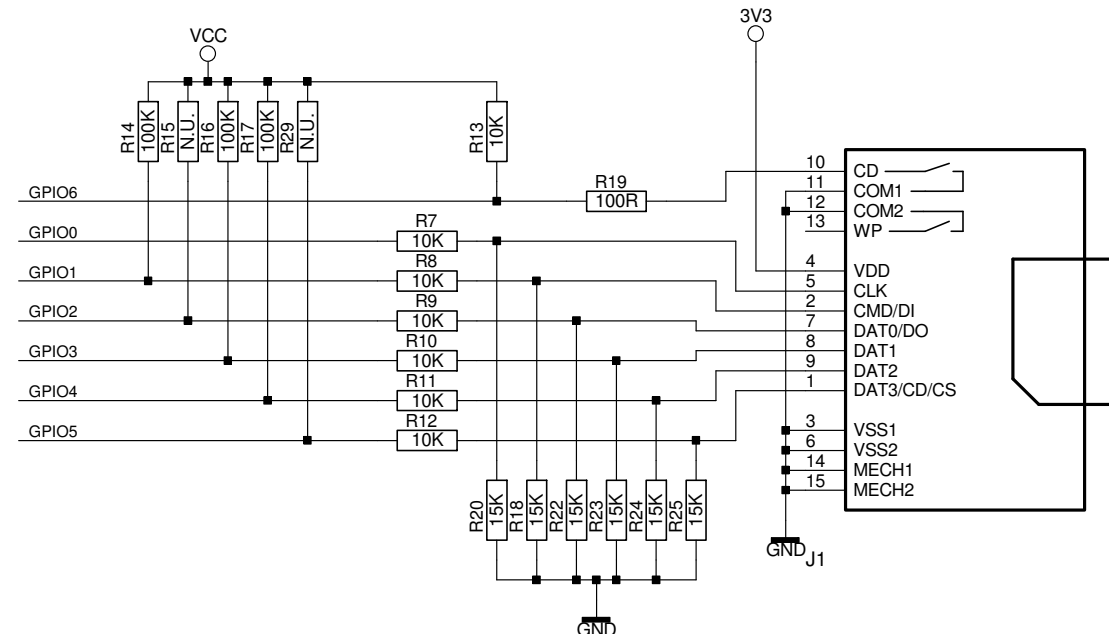 3V3
VCC
R14 100K
R15 N.U.
R16 100K
R17 100K
R29 N.U.
R13 10K
10 CD
11 COM1
12 COM2
13 WP
GPIO6
R19
100R
GPIO0
R7
10K
GPIO1
R8
10K
GPIO2
R9
10K
GPIO3
R10
10K
GPIO4
R11
10K
GPIO5
R12
10K
4 VDD
5 CLK
2 CMD/DI
7 DAT0/DO
8 DAT1
9 DAT2
1 DAT3/CD/CS
3 VSS1
6 VSS2
14 MECH1
15 MECH2
R20 15K
R18 15K
R22 15K
R23 15K
R24 15K
R25 15K
GND
J1
GND